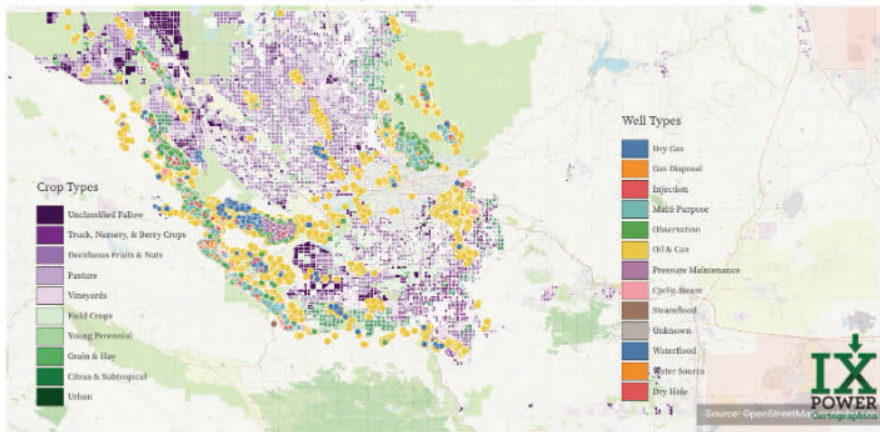 Crop Types
Unclassified Fallow
Truck, Nursery, & Berry Crops
Deciduous Fruits & Nuts
Pasture
Vineyards
Field Crops
Young Perennial
Grain & Hay
Citrus & Subtropical
Urban
Well Types
Dry Gas
Gas Disposal
Injection
Multi-Purpose
Observation
Oil & Gas
Pressure Maintenance
Cyclic Steam
Steamflood
Unknown
Waterflood
Water Source
Dry Hole
IX
POWER
Cartographics
Source: OpenStreetMap